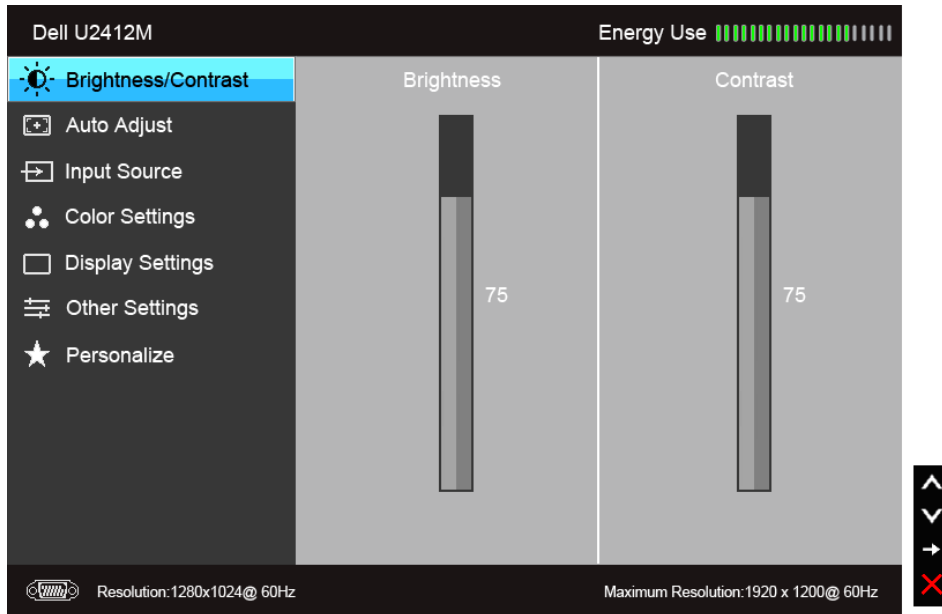 Dell U2412M
Energy Use
Brightness/Contrast
Auto Adjust
Input Source
Color Settings
Display Settings
Other Settings
Personalize
Brightness
75
Contrast
75
Resolution:1280x1024@ 60Hz
Maximum Resolution:1920 x 1200@ 60Hz